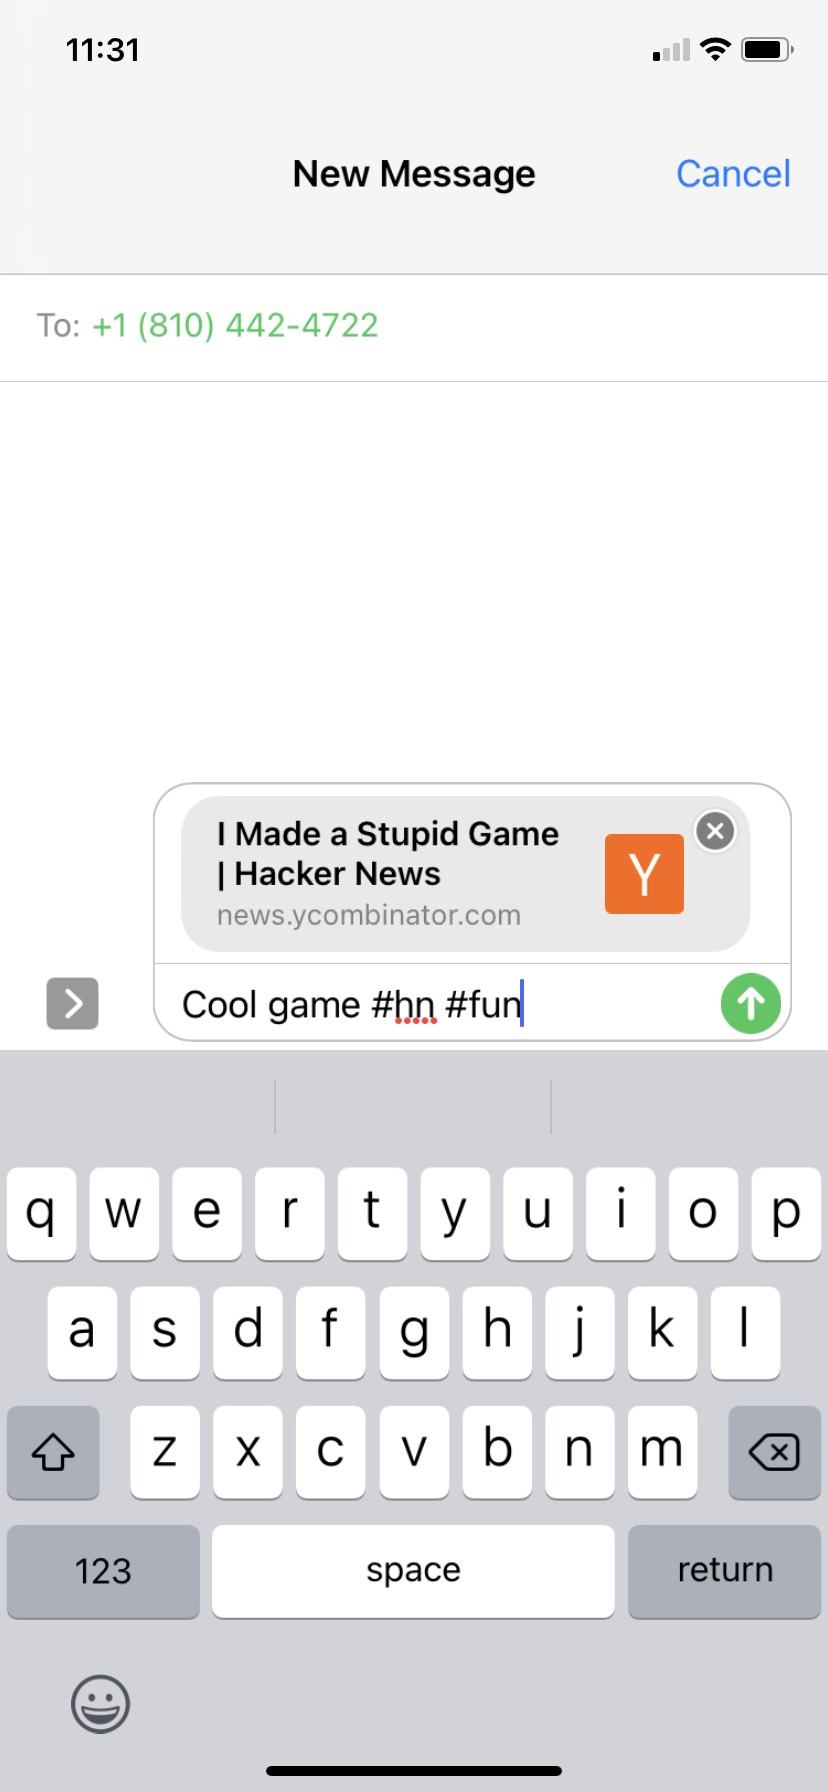 11:31
New Message
Cancel
To: +1 (810) 442-4722
I Made a Stupid Game
| Hacker News
news.ycombinator.com
Y
Cool game #hn #fun
q w e r t y u i o p
a s d f g h j k l
z x c v b n m
123 space return